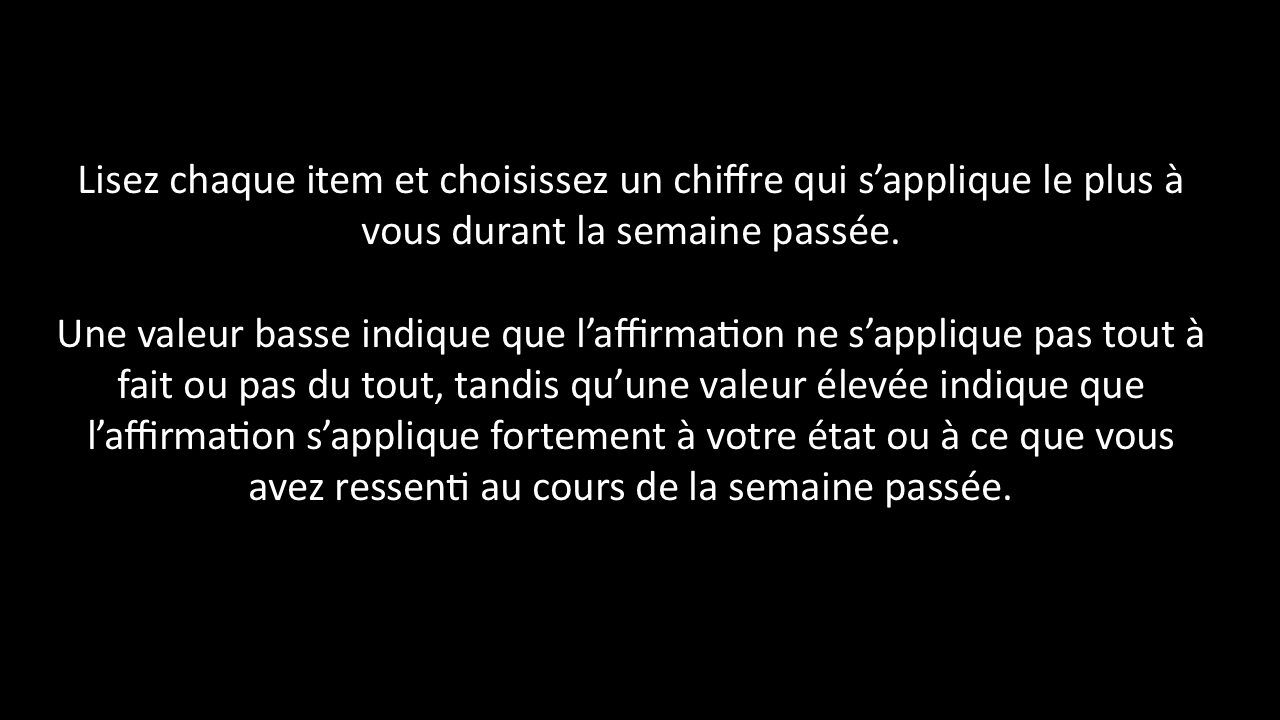 Lisez chaque item et choisissez un chiffre qui s’applique le plus à
vous durant la semaine passée.
Une valeur basse indique que l’affirmation ne s’applique pas tout à
fait ou pas du tout, tandis qu’une valeur élevée indique que
l’affirmation s’applique fortement à votre état ou à ce que vous
avez ressenti au cours de la semaine passée.